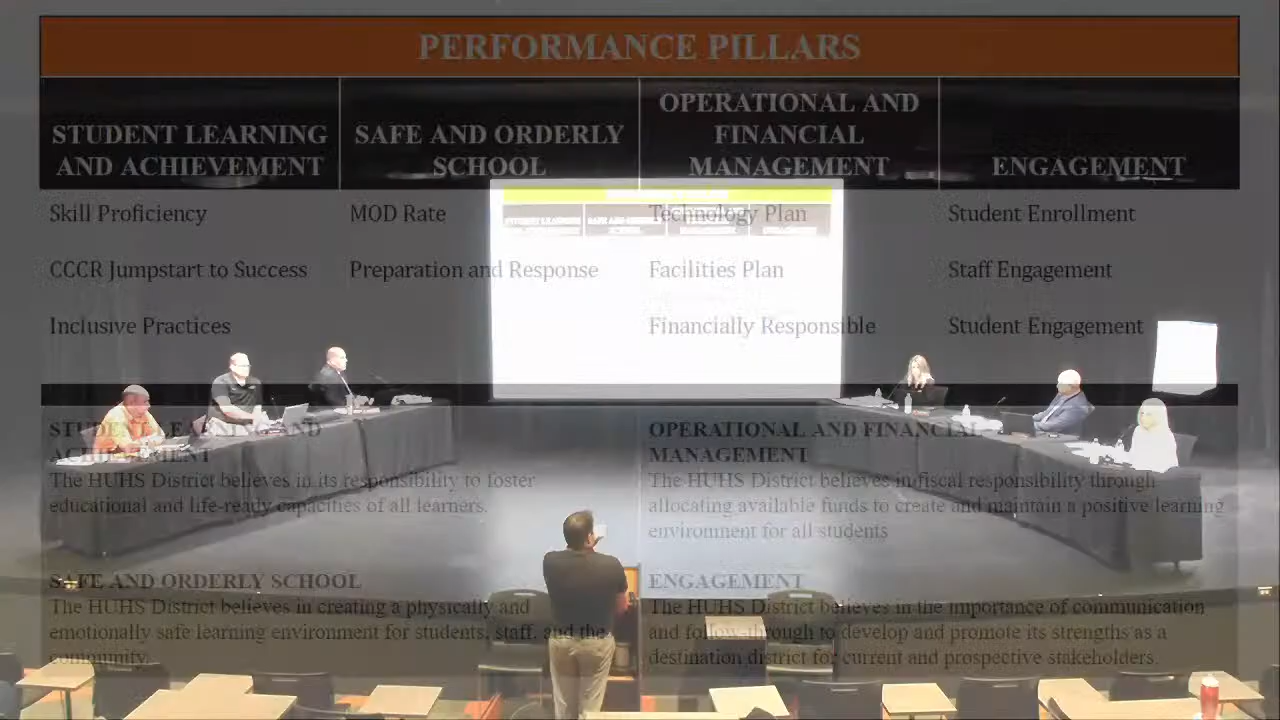 PERFORMANCE PILLARS
STUDENT LEARNING
AND ACHIEVEMENT
SAFE AND ORDERLY
SCHOOL
OPERATIONAL AND
FINANCIAL
MANAGEMENT
ENGAGEMENT
Skill Proficiency
MOD Rate
Technology Plan
Student Enrollment
CCCR Jumpstart to Success
Preparation and Response
Facilities Plan
Staff Engagement
Inclusive Practices
Financially Responsible
Student Engagement
STUDENT LEARNING AND
ACHIEVEMENT
The HUHS District believes in its responsibility to foster
educational and life-ready capacities of all learners.
OPERATIONAL AND FINANCIAL
MANAGEMENT
The HUHS District believes in fiscal responsibility through
allocating available funds to create and maintain a positive learning
environment for all students
SAFE AND ORDERLY SCHOOL
The HUHS District believes in creating a physically and
emotionally safe learning environment for students, staff, and the
community.
ENGAGEMENT
The HUHS District believes in the importance of communication
and follow-through to develop and promote its strengths as a
destination district for current and prospective stakeholders.